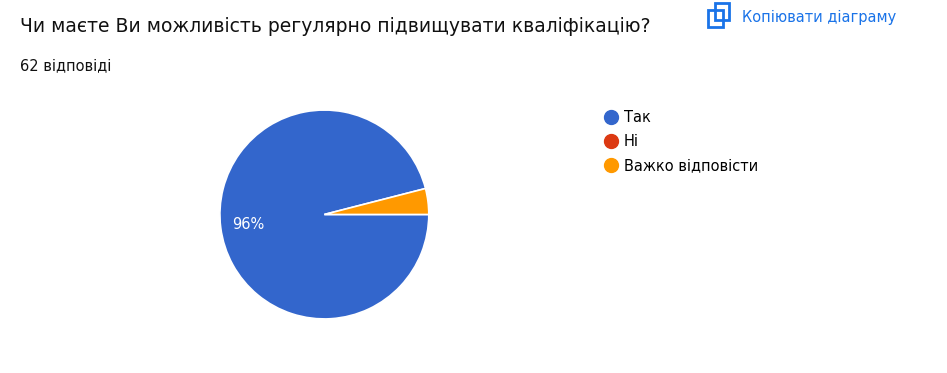 Чи маєте Ви можливість регулярно підвищувати кваліфікацію?
Копіювати діаграму
62 відповіді
Так
Ні
Важко відповісти
96%